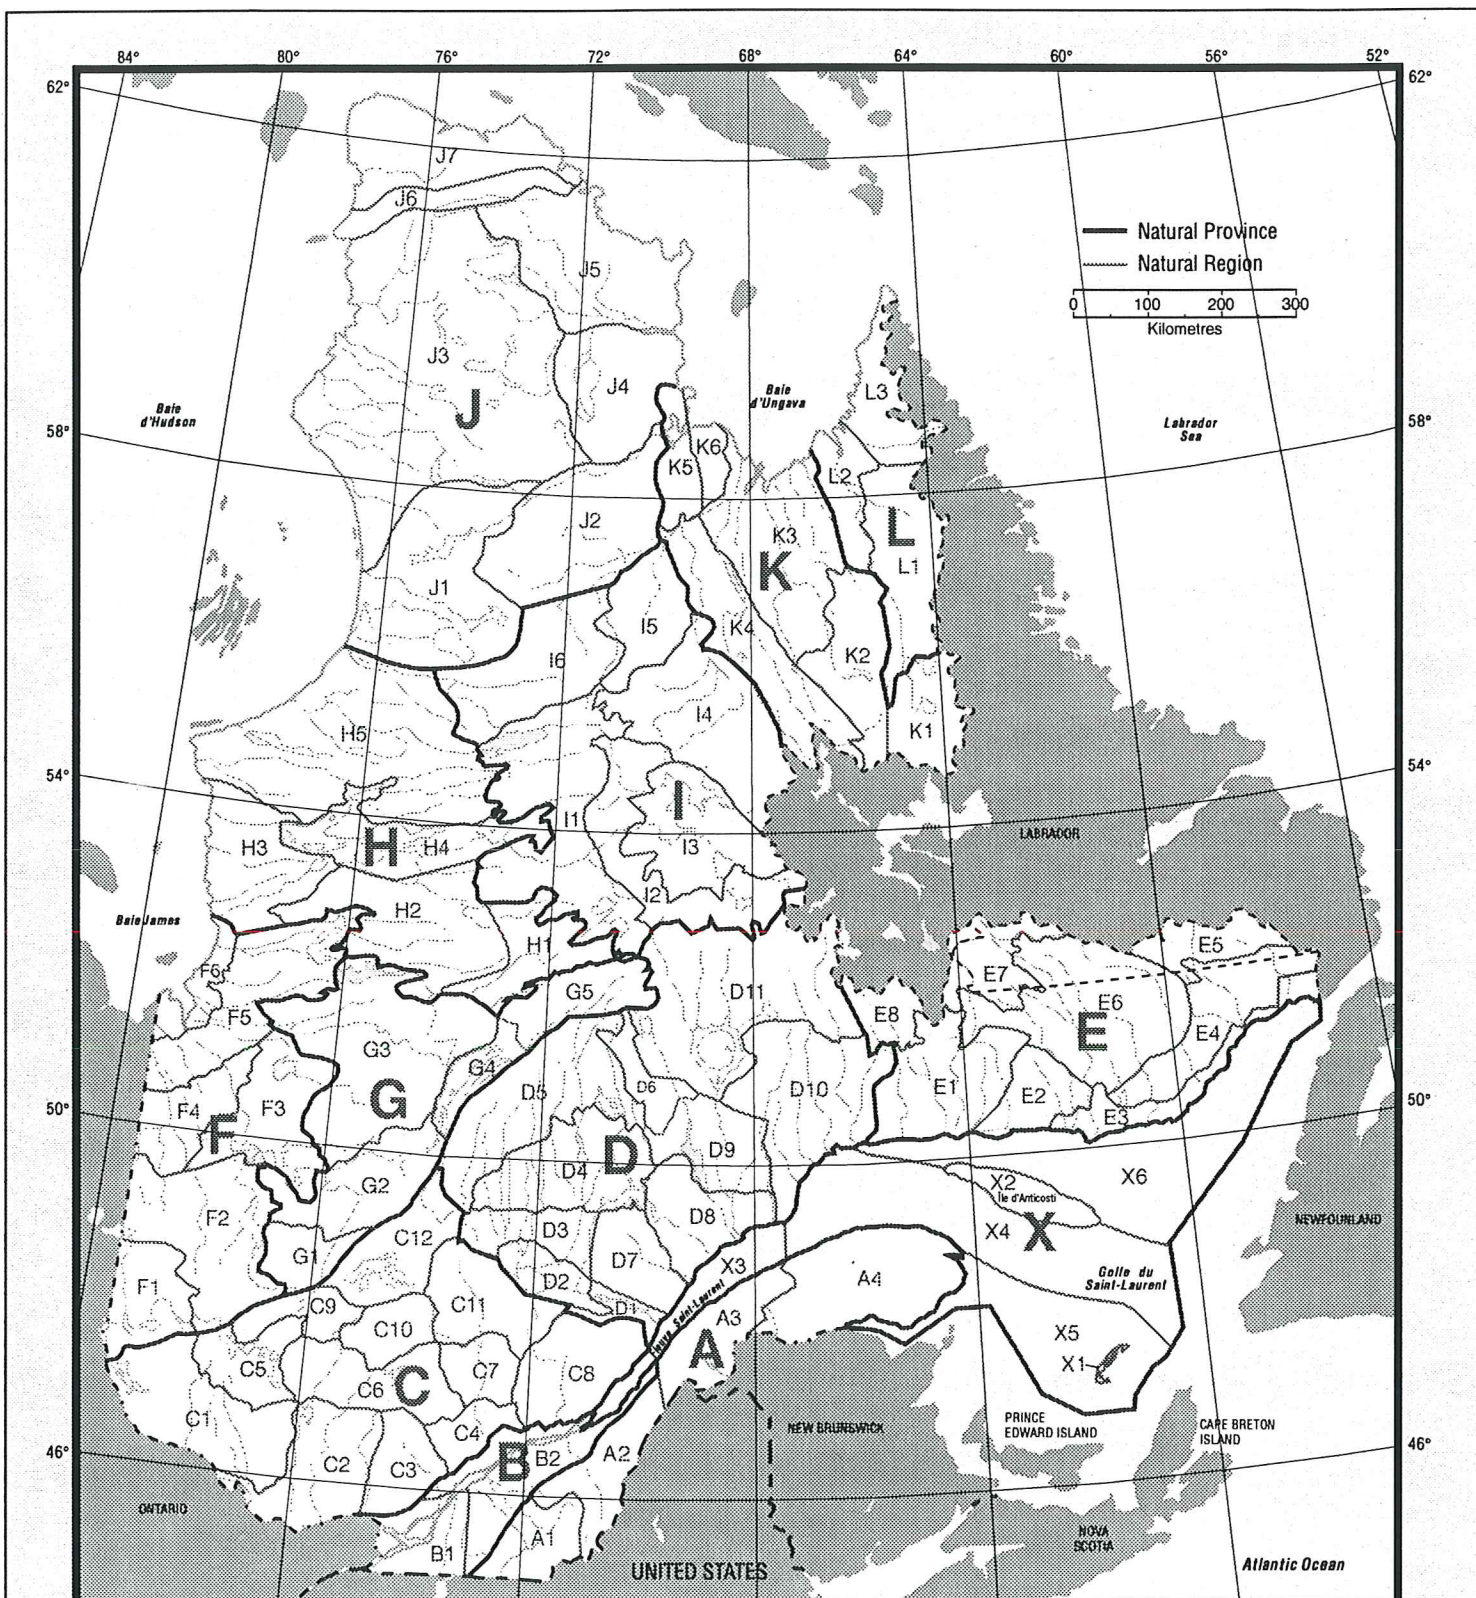 84° 80° 76° 72° 68° 64° 60° 56° 52°
62° 62°
J7
J6
Natural Province
J5
Natural Region
0 100 200 300
Kilometres
J3
J4
L3
Baie
d'Hudson
J
Baie
d'Ungava
Labrador
Sea
58° 58°
K6
K5
L2
J2
K3
L
K
L1
J1
I5
K4
K2
I6
I4
K1
H5
54° 54°
I
I1
LABRADOR
H3
H
H4
I3
I2
H2
Baie James
H1
E5
F6
E7
G5
D11
E6
F5
E8
E
E4
G3
G4
D5
D6
D10
E1
E2
E3
50° 50°
F4
F3
G
F
D4
D
D9
G2
X2
X6
Île d'Anticosti
F2
C12
D3
D8
X4
X
NEWFOUNLAND
G1
D7
X3
Golle du
Saint-Laurent
F1
D2
A4
C9
C11
D1
Fleuve Saint-Laurent
A3
C10
X5
A
C5
C7
C8
X1
C6
C
C1
C4
PRINCE
EDWARD ISLAND
NEW BRUNSWICK
CAPE BRETON
ISLAND
46° 46°
C2
C3
B
B2
A2
ONTARIO
A1
B1
NOVA
SCOTIA
UNITED STATES
Atlantic Ocean